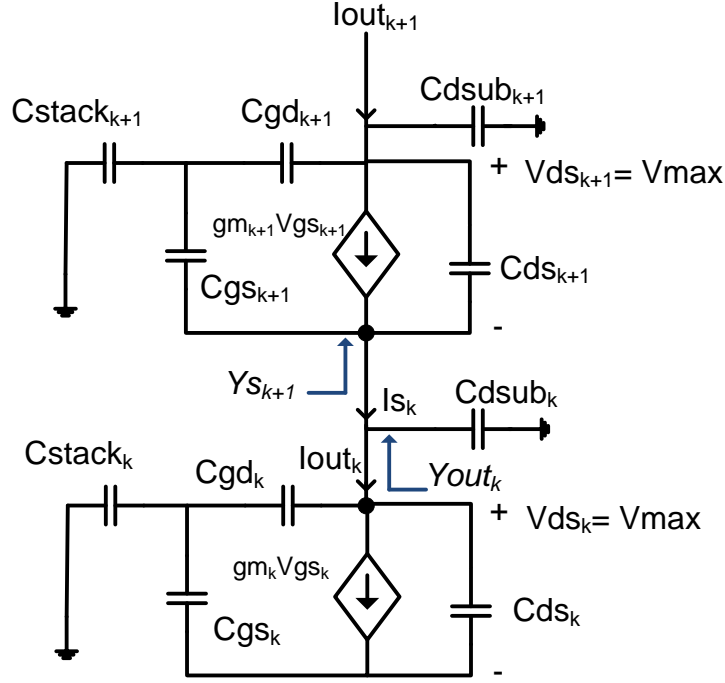 Iout_{k+1}
Cdsub_{k+1}
Cstack_{k+1}
Cgd_{k+1}
+ Vds_{k+1}= Vmax
gm_{k+1}Vgs_{k+1}
Cgs_{k+1}
Cds_{k+1}
-
Ys_{k+1}
Is_k
Cdsub_k
Cstack_k
Cgd_k
Iout_k
Yout_k
+ Vds_k= Vmax
gm_kVgs_k
Cgs_k
Cds_k
-